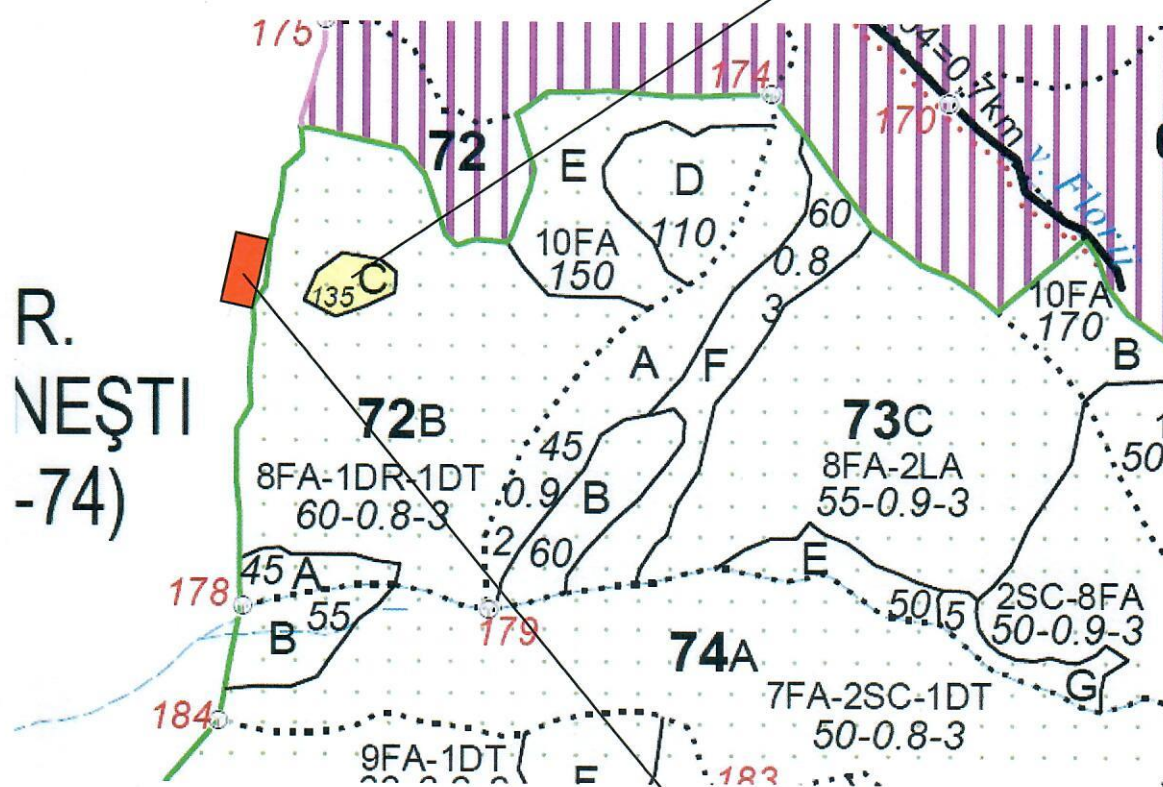 175
174
54=0.7km
170
v. Florii
72
E
D
110
60
10FA
150
0.8
3
C
135
10FA
170
B
R.
NEŞTI
-74)
A
F
72B
8FA-1DR-1DT
60-0.8-3
45
0.9
2
B
60
73C
8FA-2LA
55-0.9-3
50
45
A
178
55
B
179
E
50
15
2SC-8FA
50-0.9-3
74A
G
7FA-2SC-1DT
50-0.8-3
184
9FA-1DT
183